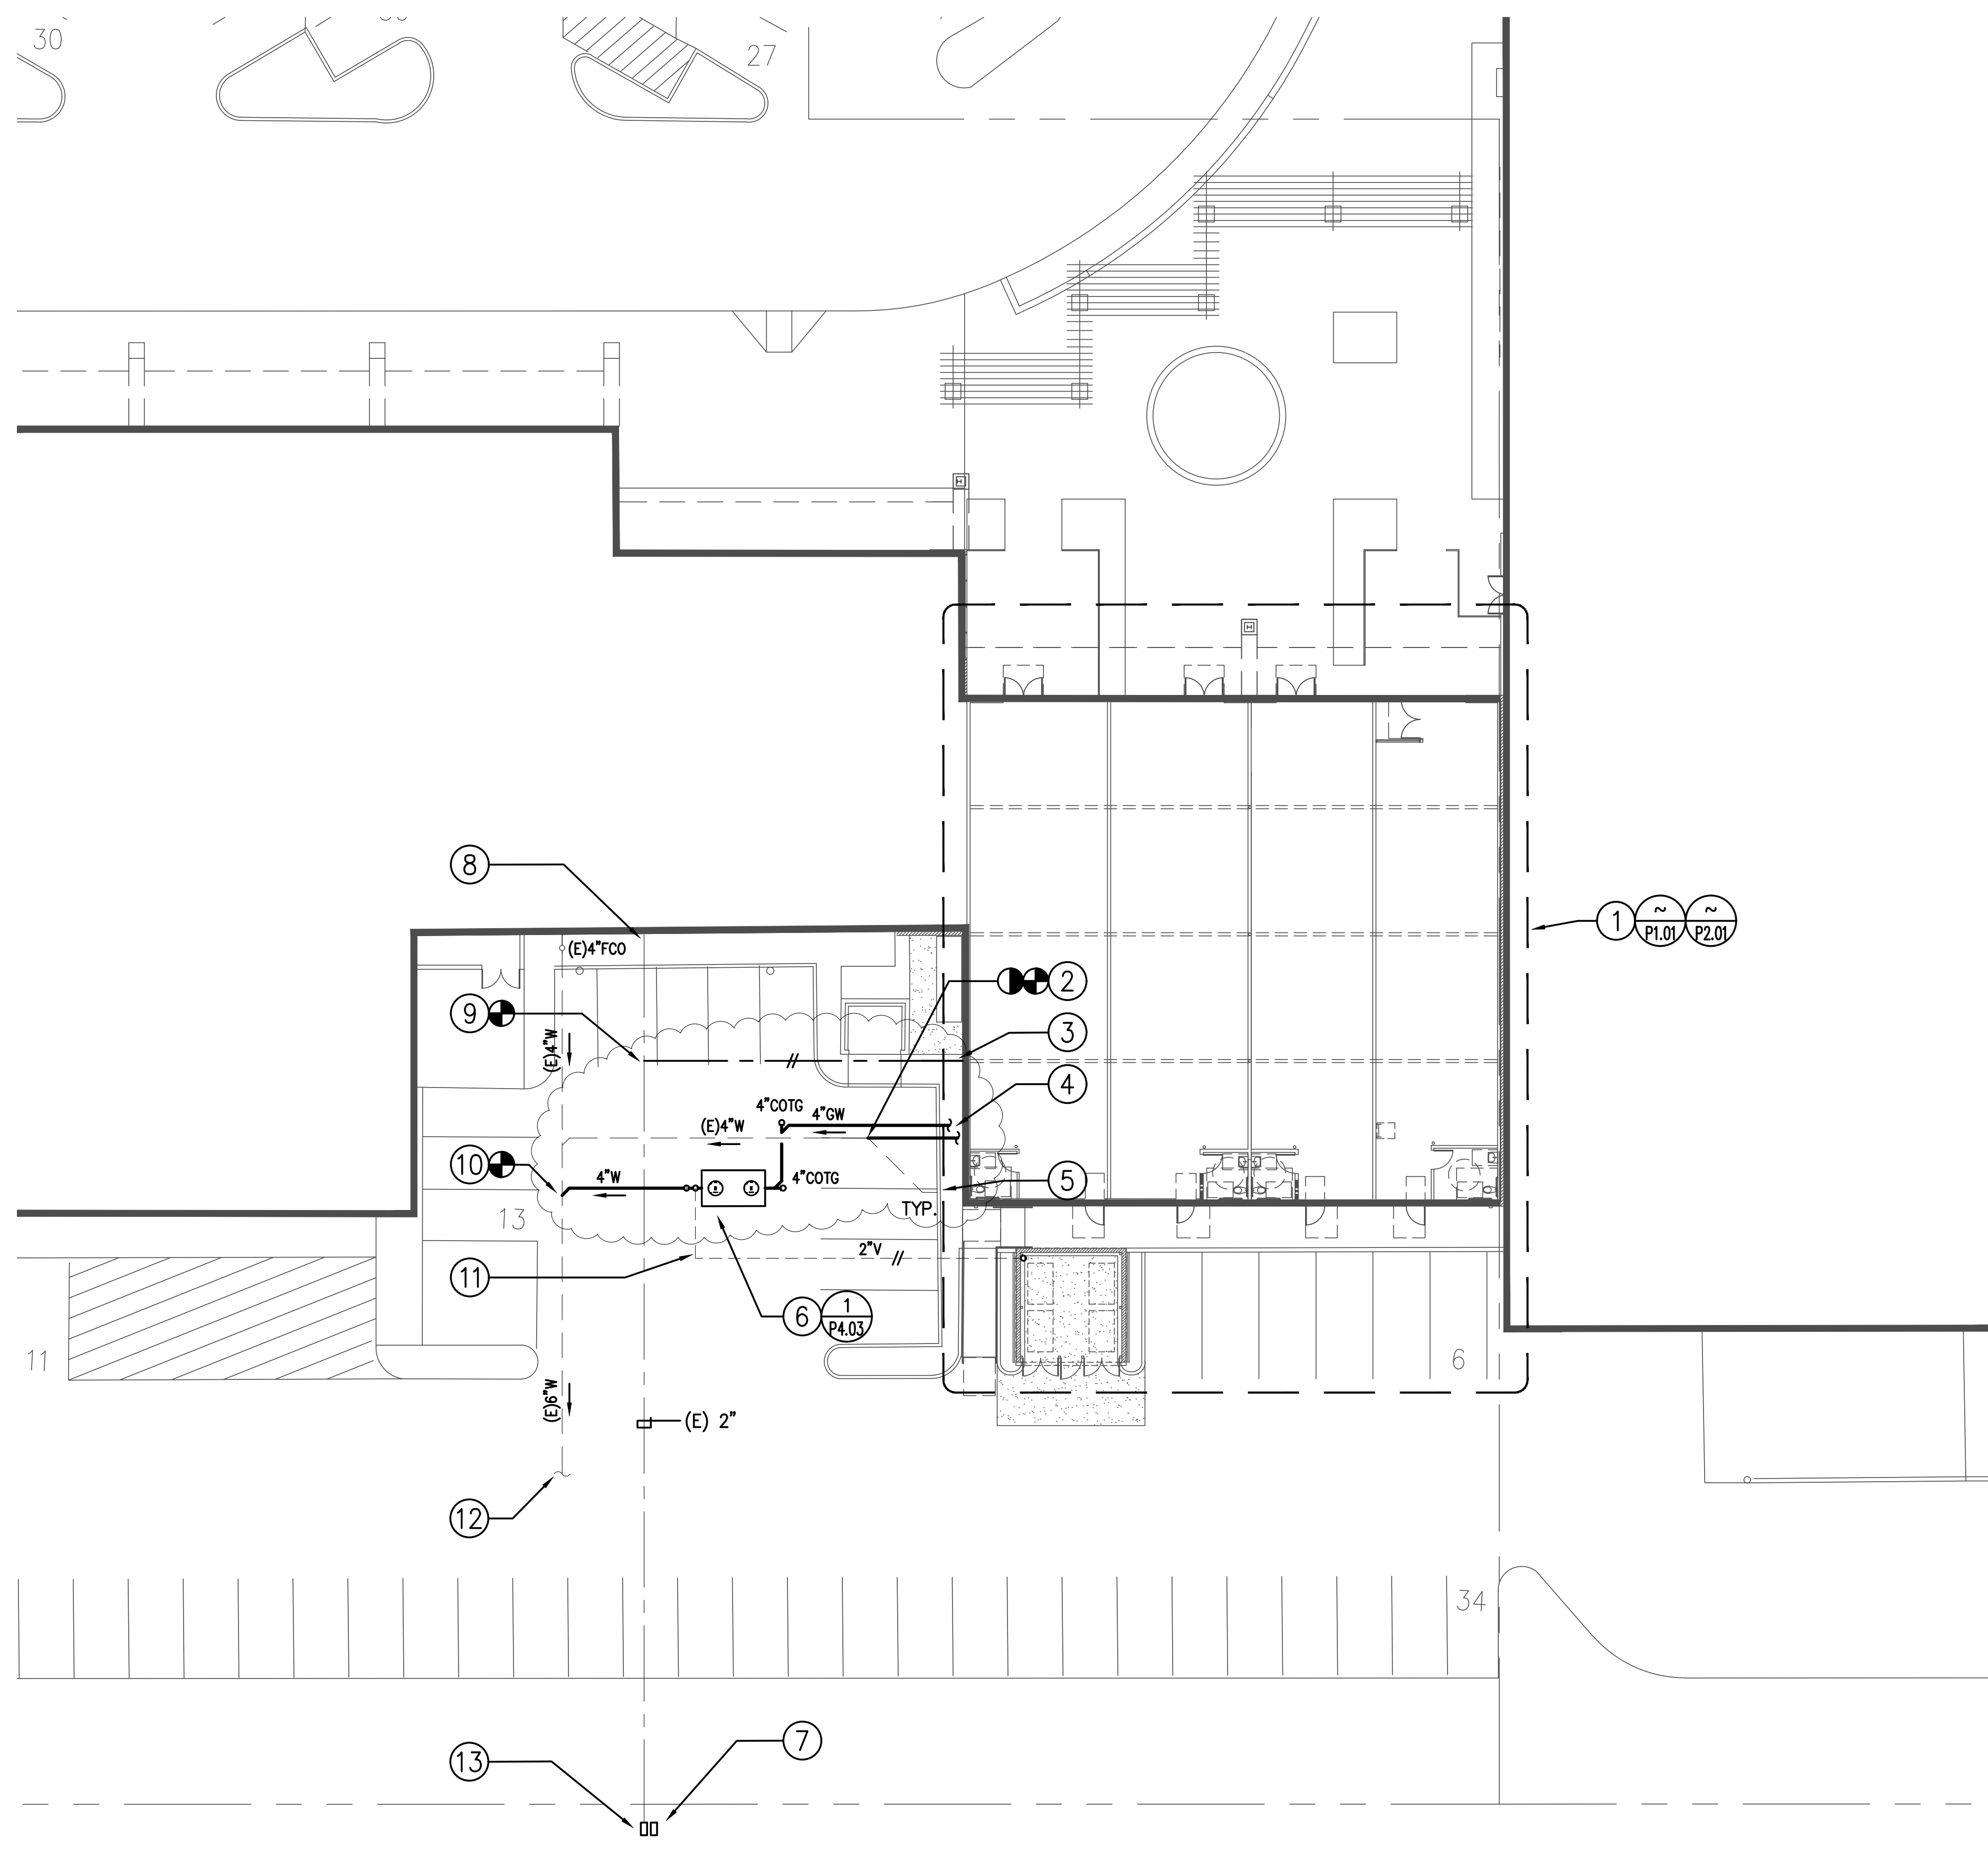 30
27
8
(E)4"FCO
1
~
P1.01
~
P2.01
2
9
3
(E)4"W
4
4"COTG
4"GW
(E)4"W
10
4"W
4"COTG
5
TYP.
13
2"V
11
6
1
P4.03
11
6
(E)6"W
(E) 2"
12
34
7
13